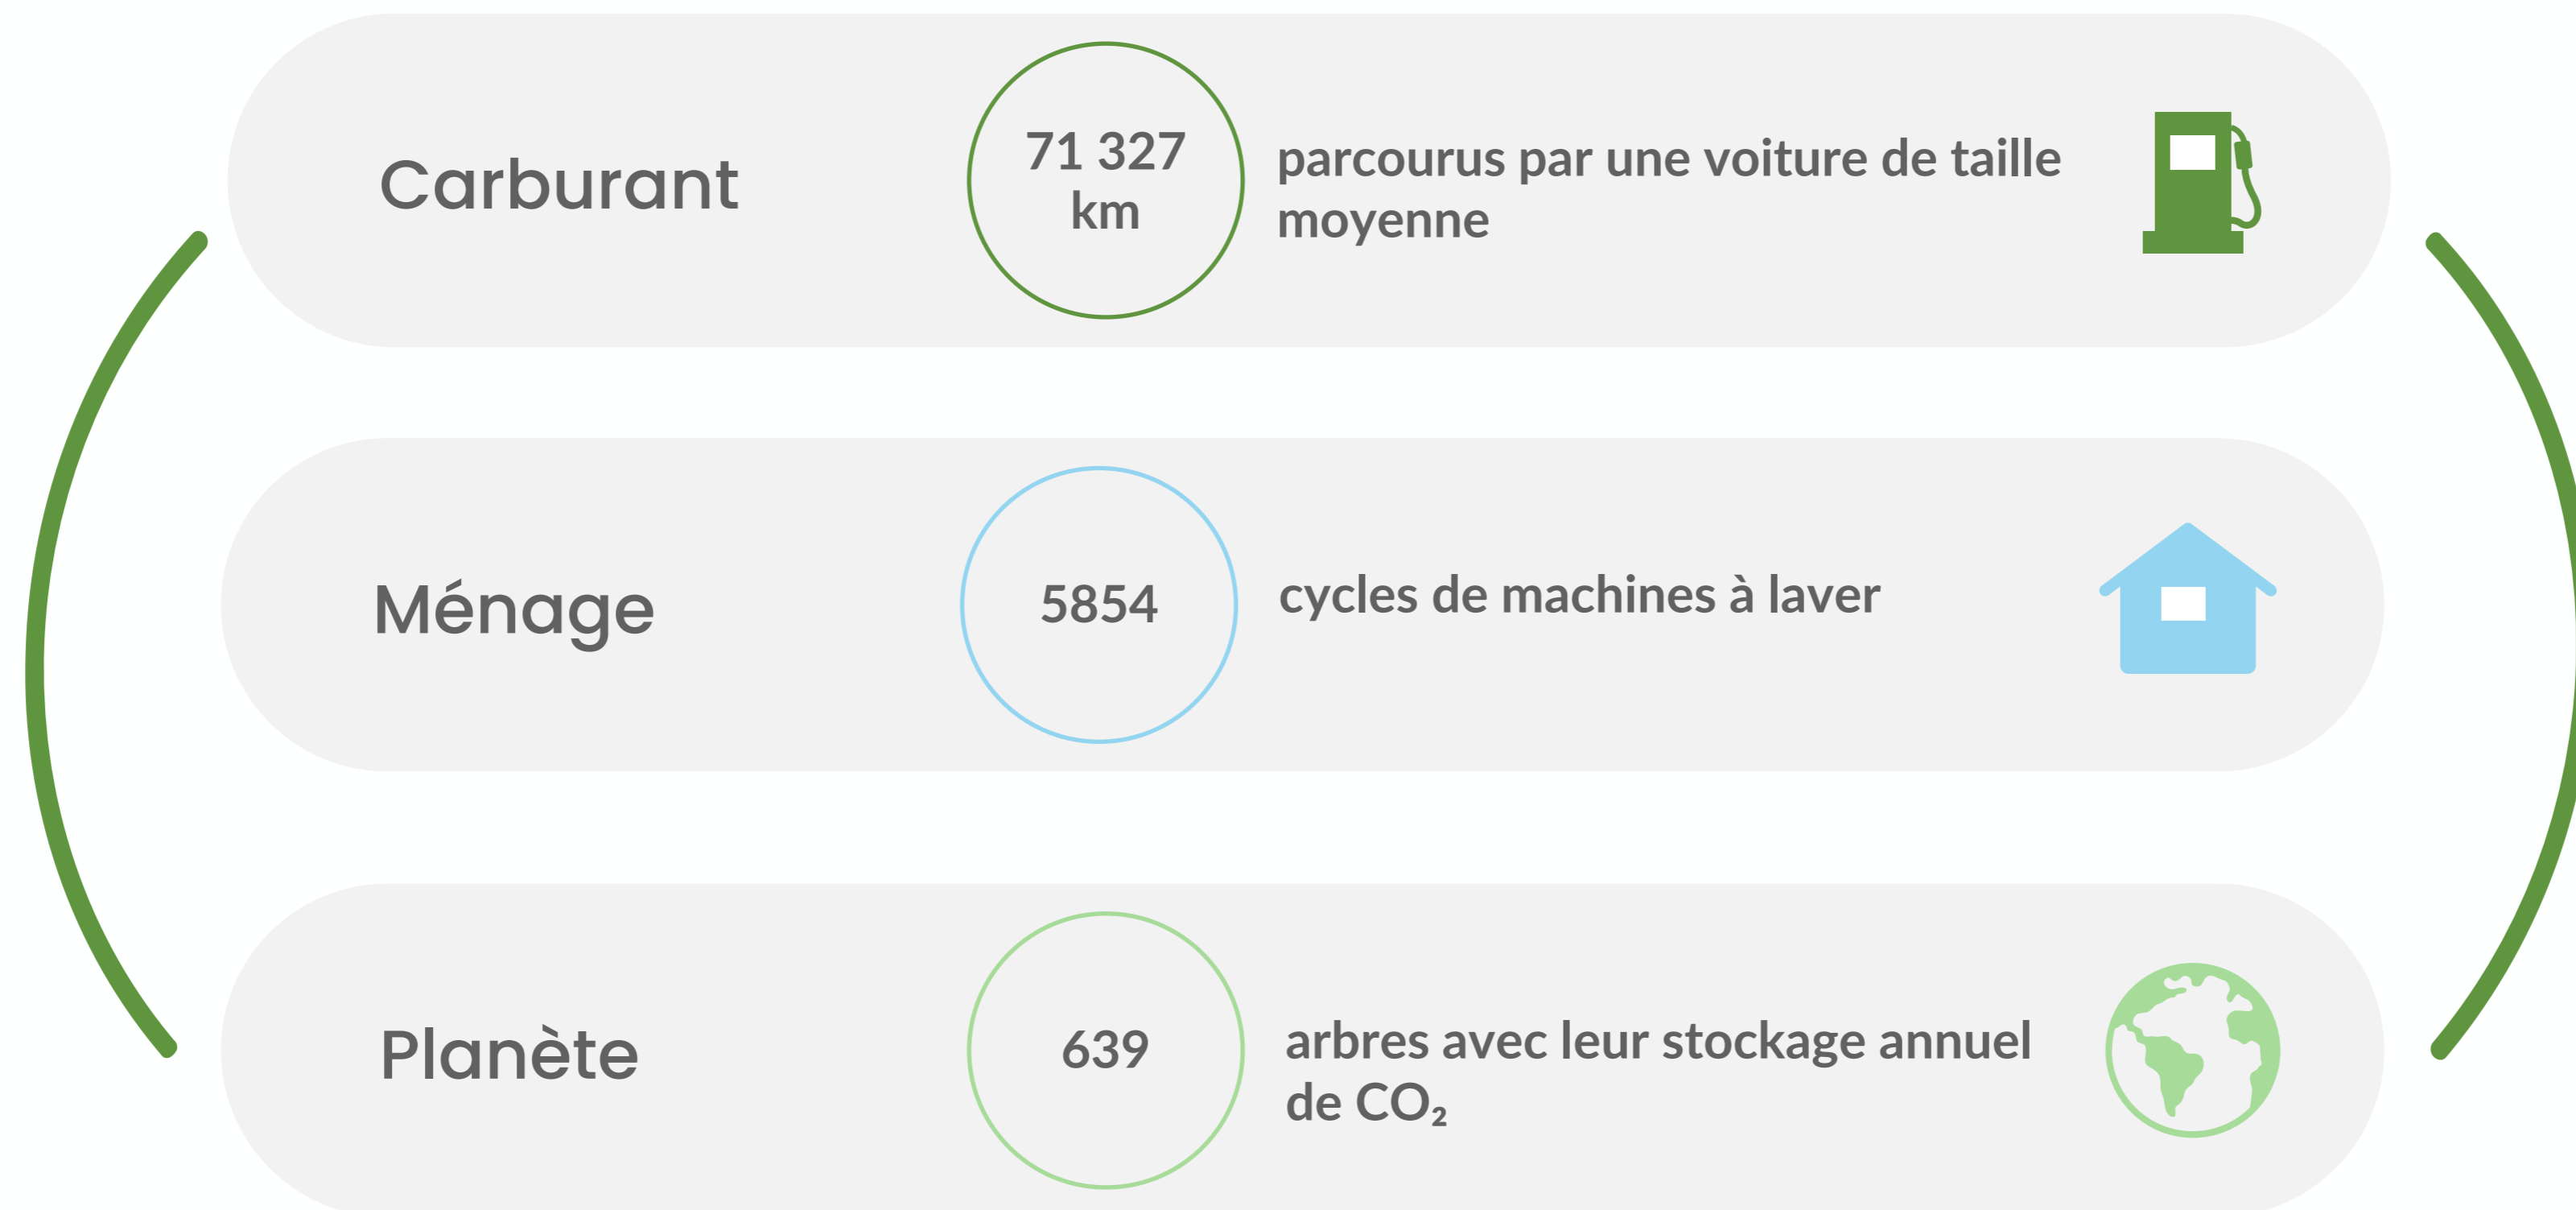 Carburant
71 327
km
parcourus par une voiture de taille
moyenne
Ménage
5854
cycles de machines à laver
Planète
639
arbres avec leur stockage annuel
de CO₂